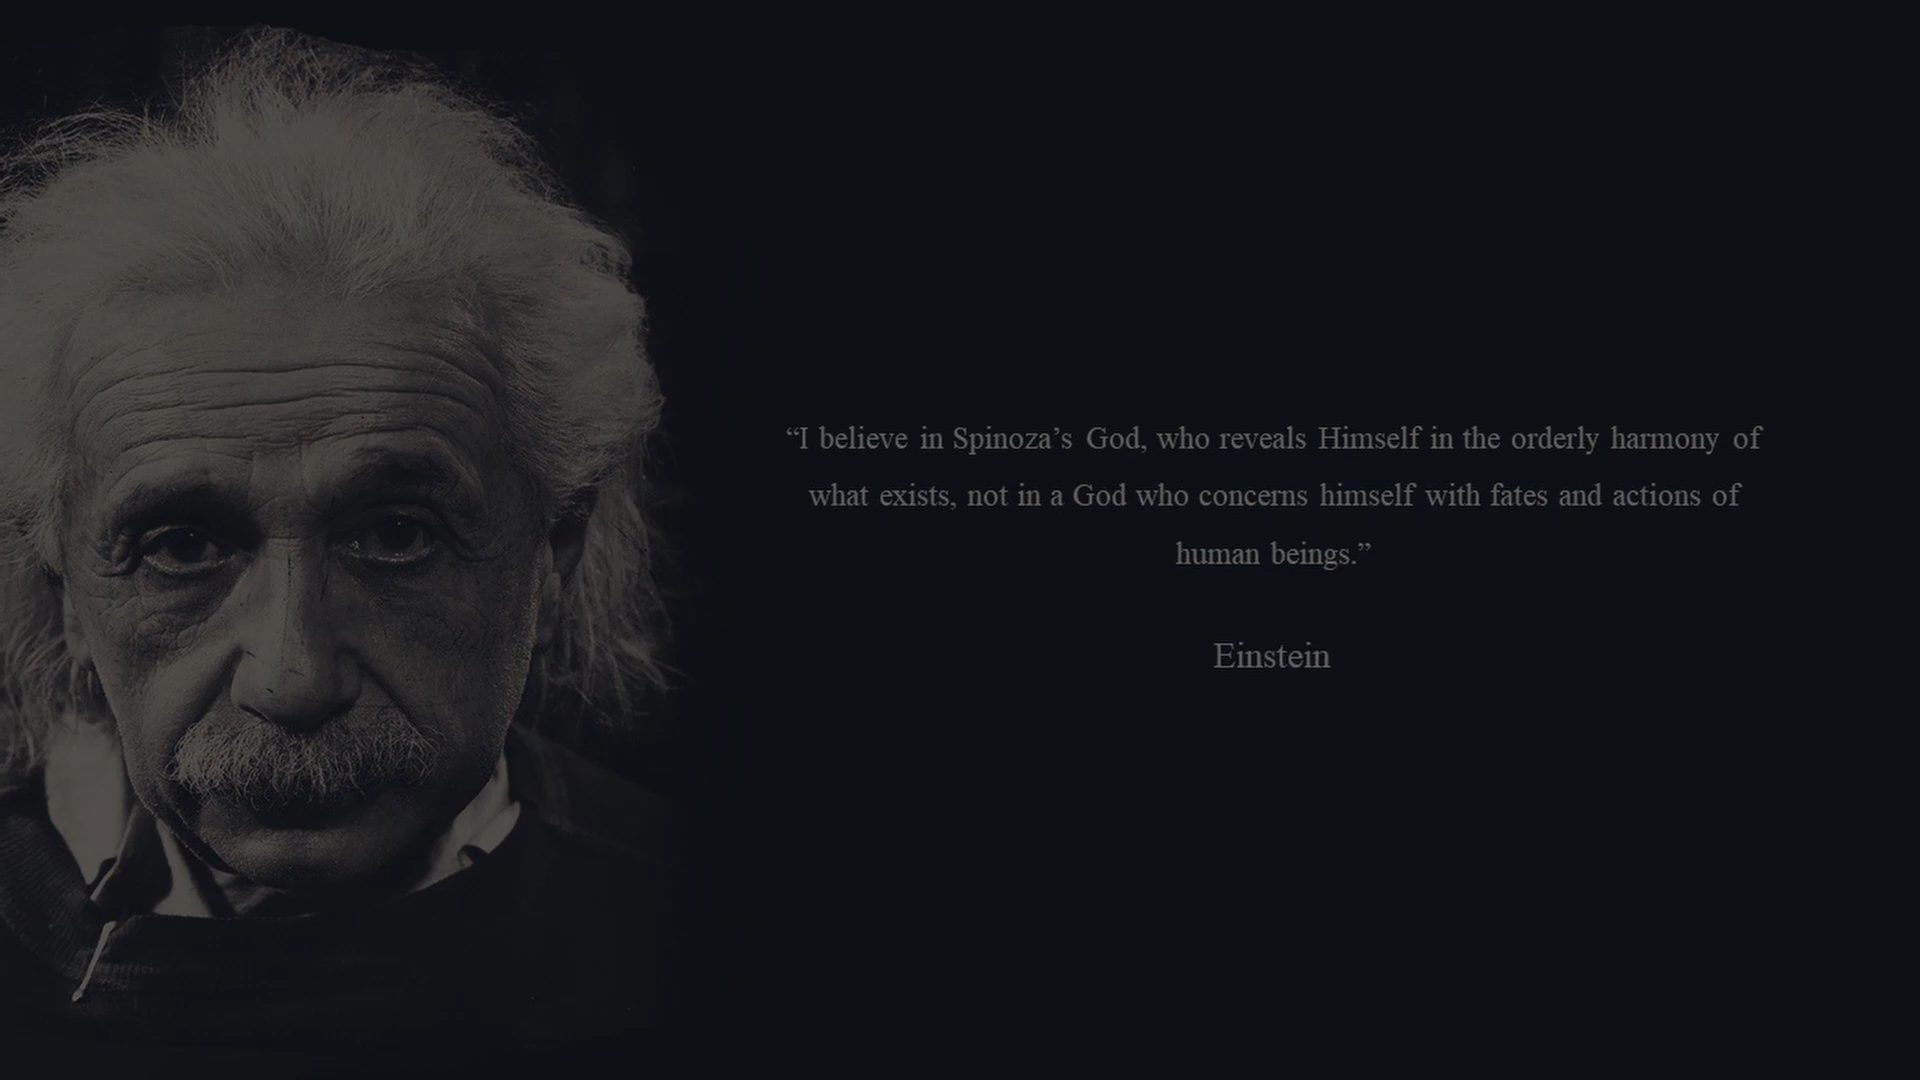 “I believe in Spinoza’s God, who reveals Himself in the orderly harmony of
what exists, not in a God who concerns himself with fates and actions of
human beings.”
Einstein